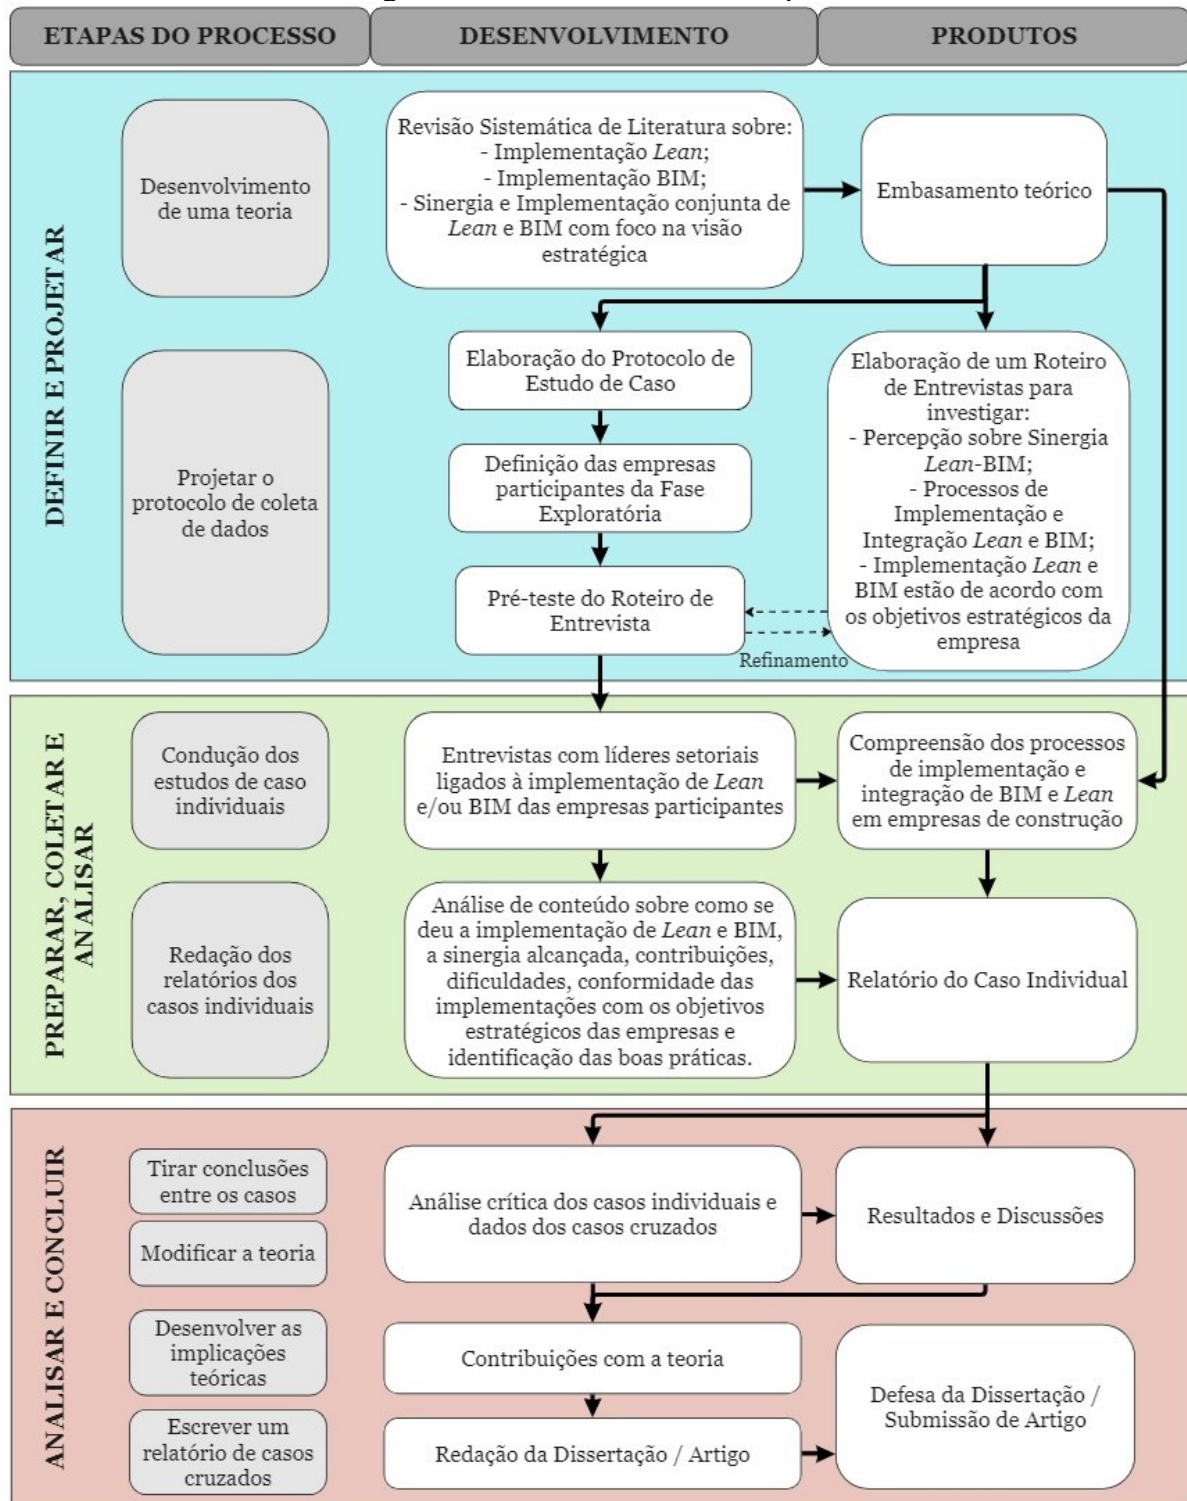 ETAPAS DO PROCESSO
DESENVOLVIMENTO
PRODUTOS
DEFINIR E PROJETAR
Desenvolvimento
de uma teoria
Revisão Sistemática de Literatura sobre:
- Implementação Lean;
- Implementação BIM;
- Sinergia e Implementação conjunta de
Lean e BIM com foco na visão
estratégica
Embasamento teórico
Projetar o
protocolo de coleta
de dados
Elaboração do Protocolo de
Estudo de Caso
Definição das empresas
participantes da Fase
Exploratória
Pré-teste do Roteiro de
Entrevista
Elaboração de um Roteiro
de Entrevistas para
investigar:
- Percepção sobre Sinergia
Lean-BIM;
- Processos de
Implementação e
Integração Lean e BIM;
- Implementação Lean e
BIM estão de acordo com
os objetivos estratégicos da
empresa
Refinamento
PREPARAR, COLETAR E
ANALISAR
Condução dos
estudos de caso
individuais
Entrevistas com líderes setoriais
ligados à implementação de Lean
e/ou BIM das empresas participantes
Compreensão dos processos
de implementação e
integração de BIM e Lean
em empresas de construção
Redação dos
relatórios dos
casos individuais
Análise de conteúdo sobre como se
deu a implementação de Lean e BIM,
a sinergia alcançada, contribuições,
dificuldades, conformidade das
implementações com os objetivos
estratégicos das empresas e
identificação das boas práticas.
Relatório do Caso Individual
ANALISAR E CONCLUIR
Tirar conclusões
entre os casos
Modificar a teoria
Análise crítica dos casos individuais e
dados dos casos cruzados
Resultados e Discussões
Desenvolver as
implicações
teóricas
Contribuições com a teoria
Escrever um
relatório de casos
cruzados
Redação da Dissertação / Artigo
Defesa da Dissertação /
Submissão de Artigo